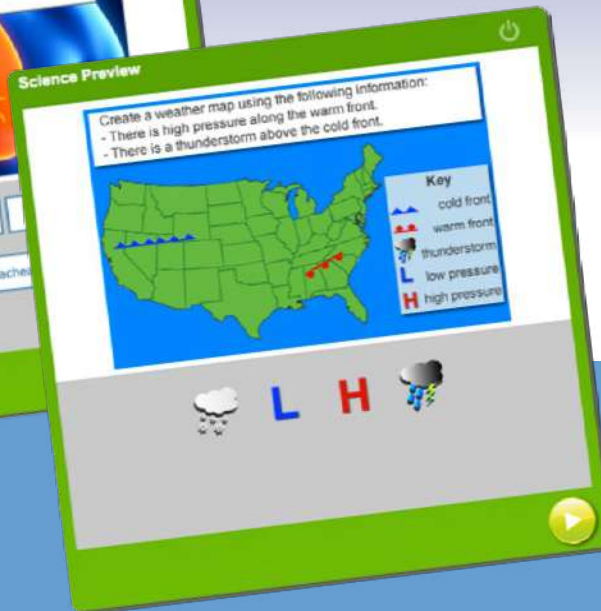 Science Preview
Create a weather map using the following information:
- There is high pressure along the warm front.
- There is a thunderstorm above the cold front.
Key
cold front
warm front
thunderstorm
L low pressure
H high pressure
L H